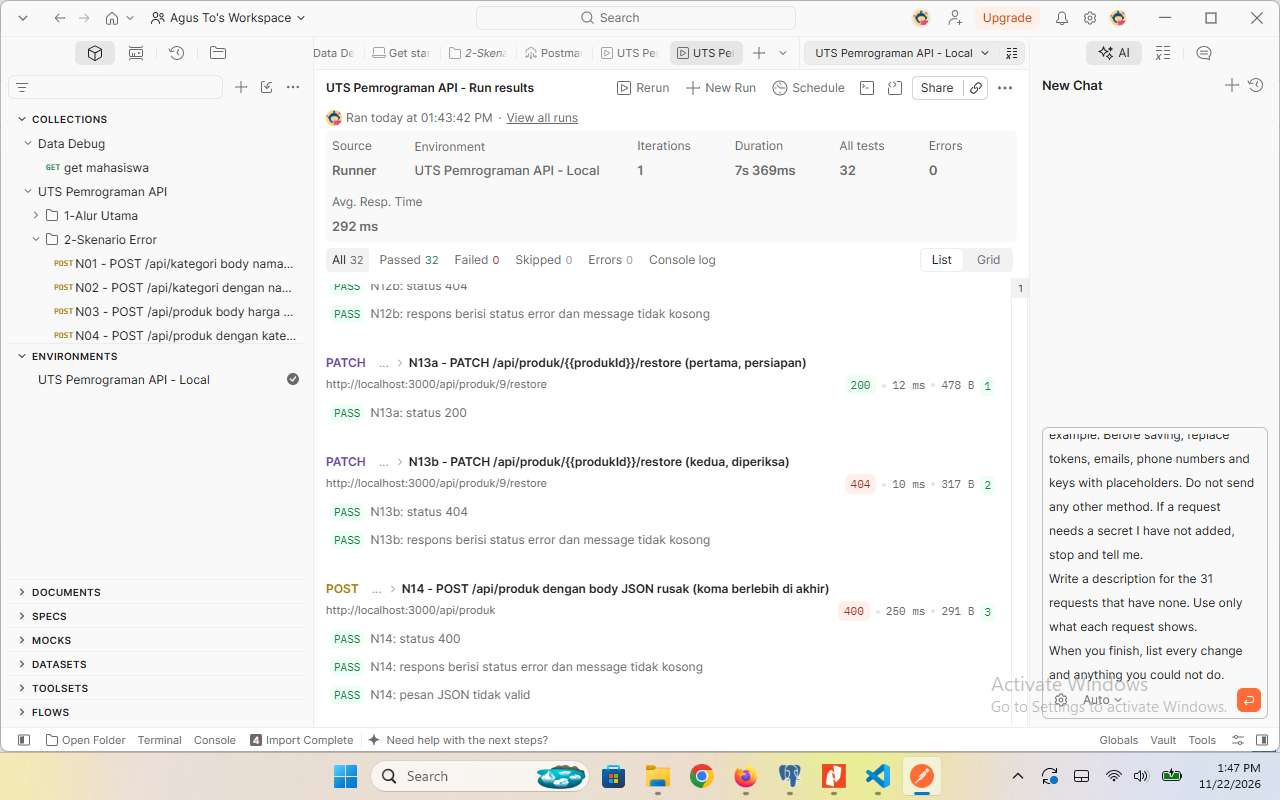 Agus To's Workspace
Search
Upgrade
Data De
Get star
2-Skena
Postma
UTS Pe
UTS Pe
UTS Pemrograman API - Local
AI
UTS Pemrograman API - Run results
Rerun
New Run
Schedule
Share
New Chat
COLLECTIONS
Data Debug
GET get mahasiswa
UTS Pemrograman API
1-Alur Utama
2-Skenario Error
POST N01 - POST /api/kategori body nama...
POST N02 - POST /api/kategori dengan na...
POST N03 - POST /api/produk body harga ...
POST N04 - POST /api/produk dengan kate...
ENVIRONMENTS
UTS Pemrograman API - Local
DOCUMENTS
SPECS
MOCKS
DATASETS
TOOLSETS
FLOWS
Ran today at 01:43:42 PM · View all runs
Source
Environment
Iterations
Duration
All tests
Errors
Runner
UTS Pemrograman API - Local
1
7s 369ms
32
0
Avg. Resp. Time
292 ms
All 32
Passed 32
Failed 0
Skipped 0
Errors 0
Console log
List
Grid
1
PASS N12b: status 404
PASS N12b: respons berisi status error dan message tidak kosong
PATCH ... > N13a - PATCH /api/produk/{{produkId}}/restore (pertama, persiapan)
http://localhost:3000/api/produk/9/restore
200 • 12 ms • 478 B 1
PASS N13a: status 200
PATCH ... > N13b - PATCH /api/produk/{{produkId}}/restore (kedua, diperiksa)
http://localhost:3000/api/produk/9/restore
404 • 10 ms • 317 B 2
PASS N13b: status 404
PASS N13b: respons berisi status error dan message tidak kosong
POST ... > N14 - POST /api/produk dengan body JSON rusak (koma berlebih di akhir)
http://localhost:3000/api/produk
400 • 250 ms • 291 B 3
PASS N14: status 400
PASS N14: respons berisi status error dan message tidak kosong
PASS N14: pesan JSON tidak valid
example. Before saving, replace
tokens, emails, phone numbers and
keys with placeholders. Do not send
any other method. If a request
needs a secret I have not added,
stop and tell me.
Write a description for the 31
requests that have none. Use only
what each request shows.
When you finish, list every change
and anything you could not do.
Auto
Activate Windows
Go to Settings to activate Windows.
Open Folder
Terminal
Console
4 Import Complete
Need help with the next steps?
Globals
Vault
Tools
Search
1:47 PM
11/22/2026